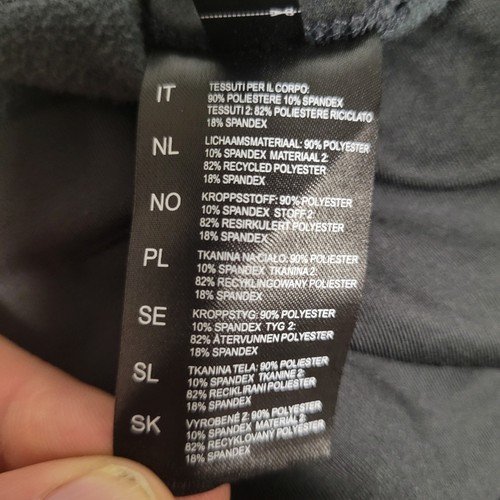 IT
TESSUTI PER IL CORPO:
90% POLIESTERE 10% SPANDEX
TESSUTI 2: 82% POLIESTERE RICICLATO
18% SPANDEX
NL
LICHAAMSMATERIAAL: 90% POLYESTER
10% SPANDEX MATERIAAL 2:
82% RECYCLED POLYESTER
18% SPANDEX
NO
KROPPSSTOFF: 90% POLYESTER
10% SPANDEX STOFF 2:
82% RESIRKULERT POLYESTER
18% SPANDEX
PL
TKANINA NA CIAŁO: 90% POLYESTER
10% SPANDEX TKANINA 2:
82% RECYKLINGOWANY POLIESTER
18% SPANDEX
SE
KROPPSTYG: 90% POLYESTER
10% SPANDEX TYG 2:
82% ÅTERVUNNEN POLYESTER
18% SPANDEX
SL
TKANINA TELA: 90% POLYESTER
10% SPANDEX TKANINE 2:
82% RECIKLIRANI POLIESTER
18% SPANDEX
SK
VYROBENÉ Z: 90% POLYESTER
10% SPANDEX MATERIÁL 2:
82% RECYKLOVANÝ POLYESTER
18% SPANDEX